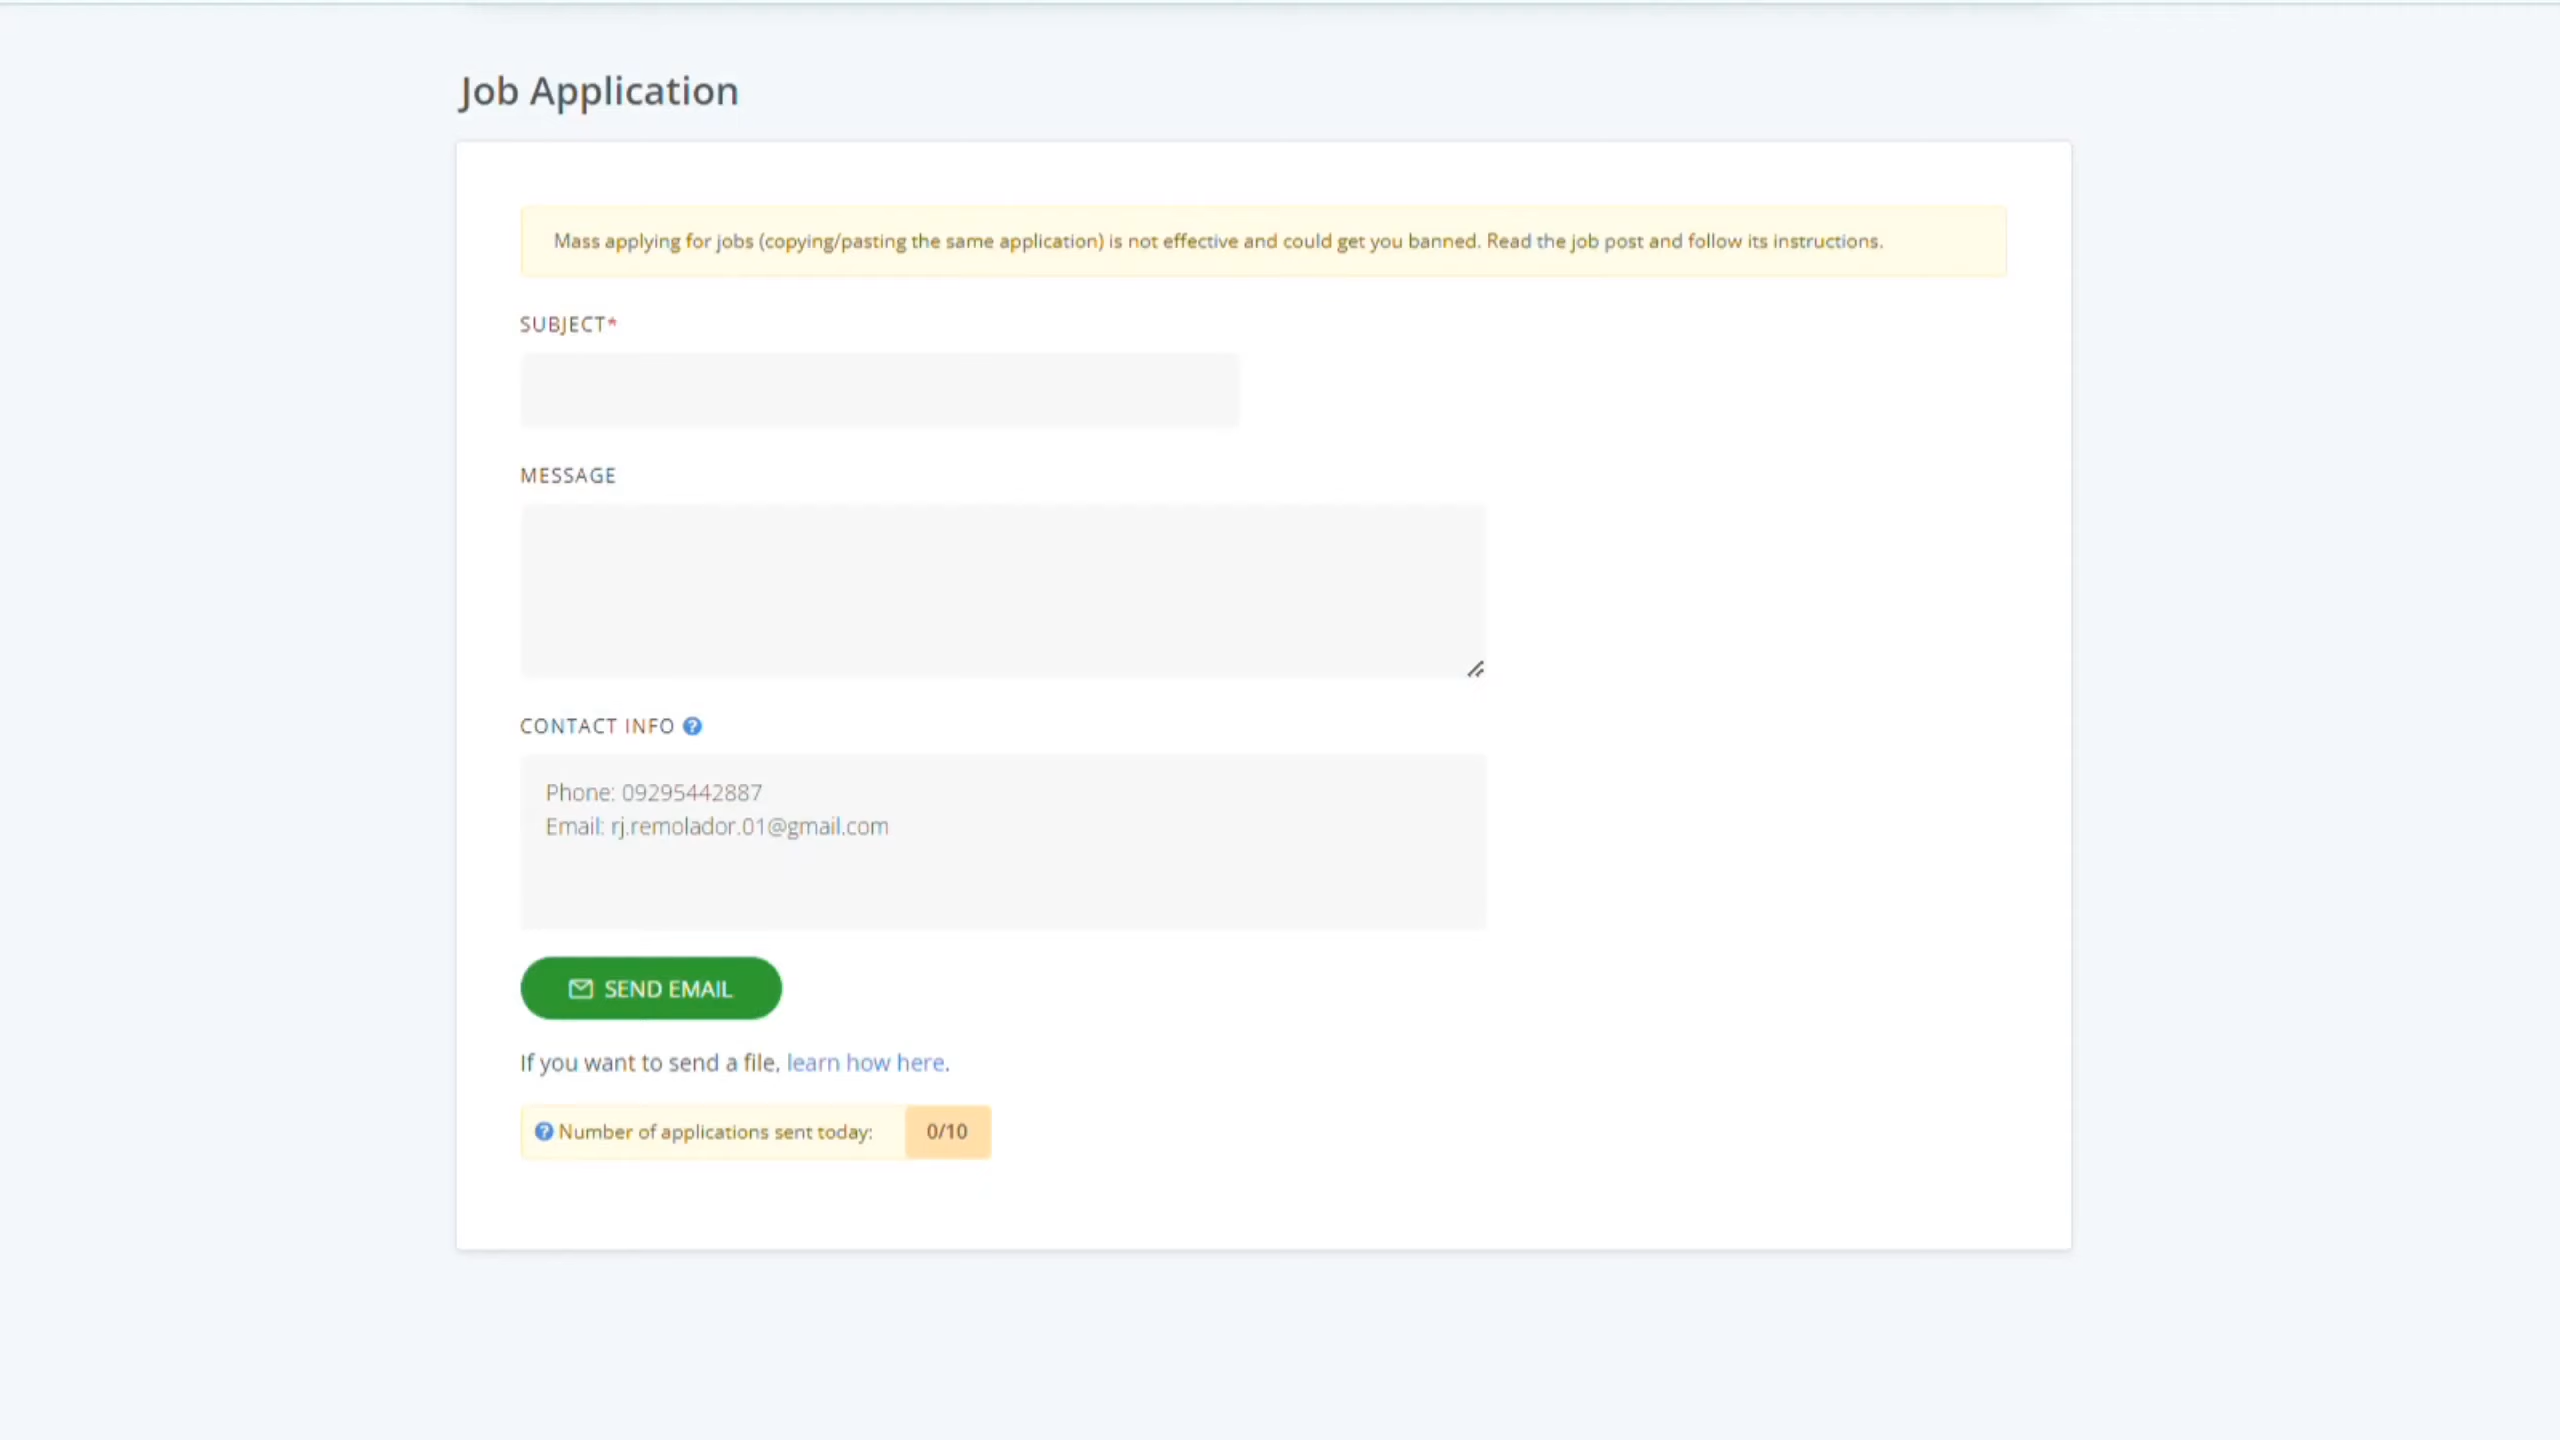 Job Application
Mass applying for jobs (copying/pasting the same application) is not effective and could get you banned. Read the job post and follow its instructions.
SUBJECT*
MESSAGE
CONTACT INFO ?
Phone: 09295442887
Email: rj.remolador.01@gmail.com
SEND EMAIL
If you want to send a file, learn how here.
? Number of applications sent today: 0/10